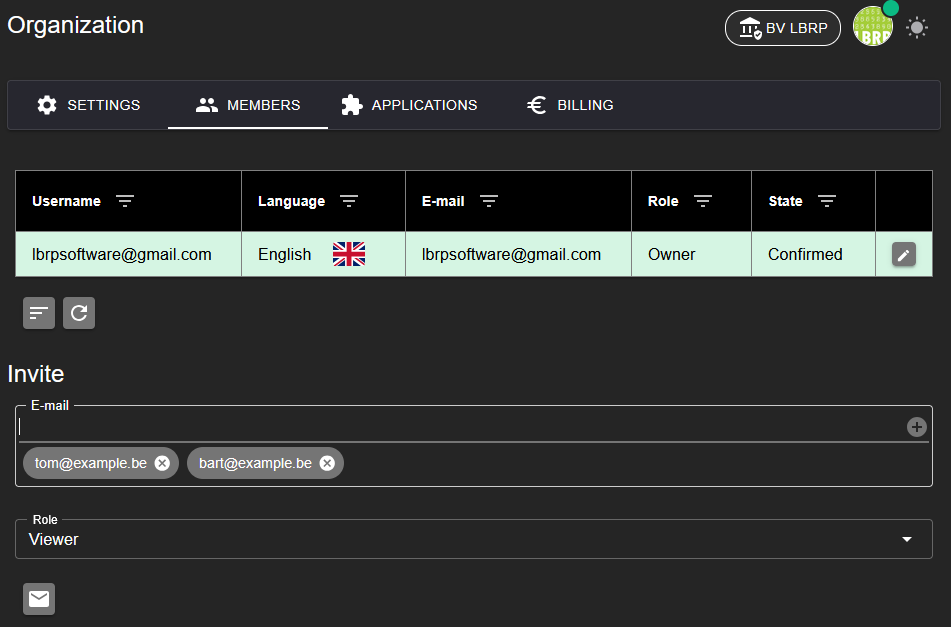 Organization
BV LBRP
LBRP
SETTINGS MEMBERS APPLICATIONS BILLING
Username Language E-mail Role State
lbrpsoftware@gmail.com English lbrpsoftware@gmail.com Owner Confirmed
Invite
E-mail
tom@example.be bart@example.be
Role
Viewer